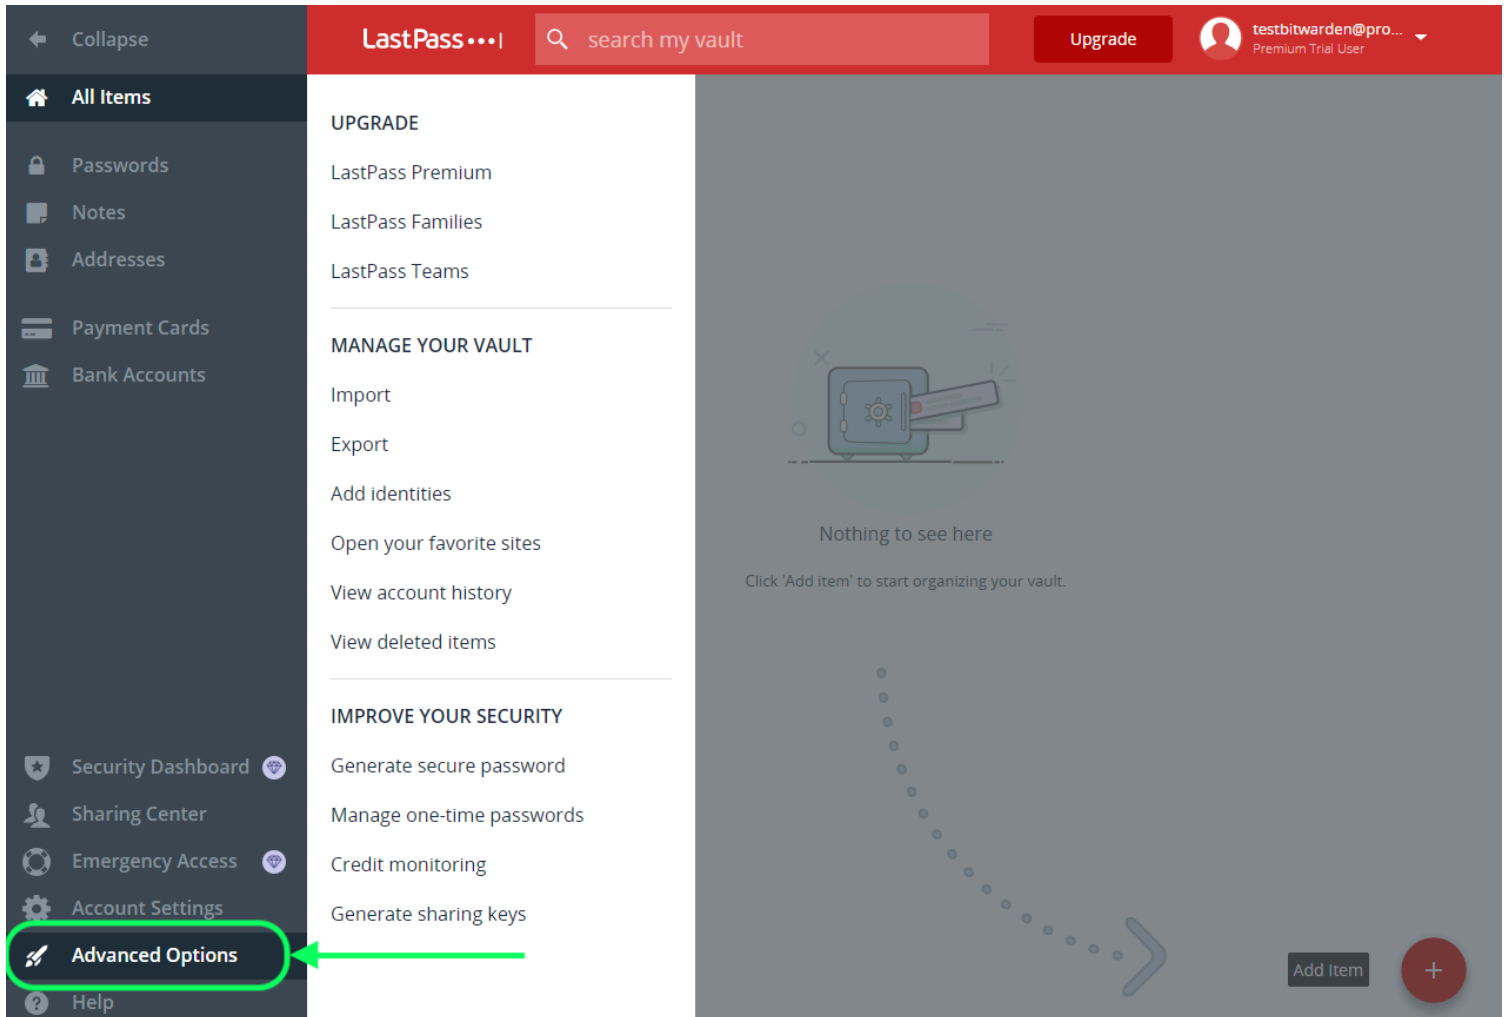 Collapse
LastPass
search my vault
Upgrade
testbitwarden@pro...
Premium Trial User
All Items
Passwords
Notes
Addresses
Payment Cards
Bank Accounts
Security Dashboard
Sharing Center
Emergency Access
Account Settings
Advanced Options
Help
UPGRADE
LastPass Premium
LastPass Families
LastPass Teams
MANAGE YOUR VAULT
Import
Export
Add identities
Open your favorite sites
View account history
View deleted items
IMPROVE YOUR SECURITY
Generate secure password
Manage one-time passwords
Credit monitoring
Generate sharing keys
Nothing to see here
Click 'Add item' to start organizing your vault.
Add Item